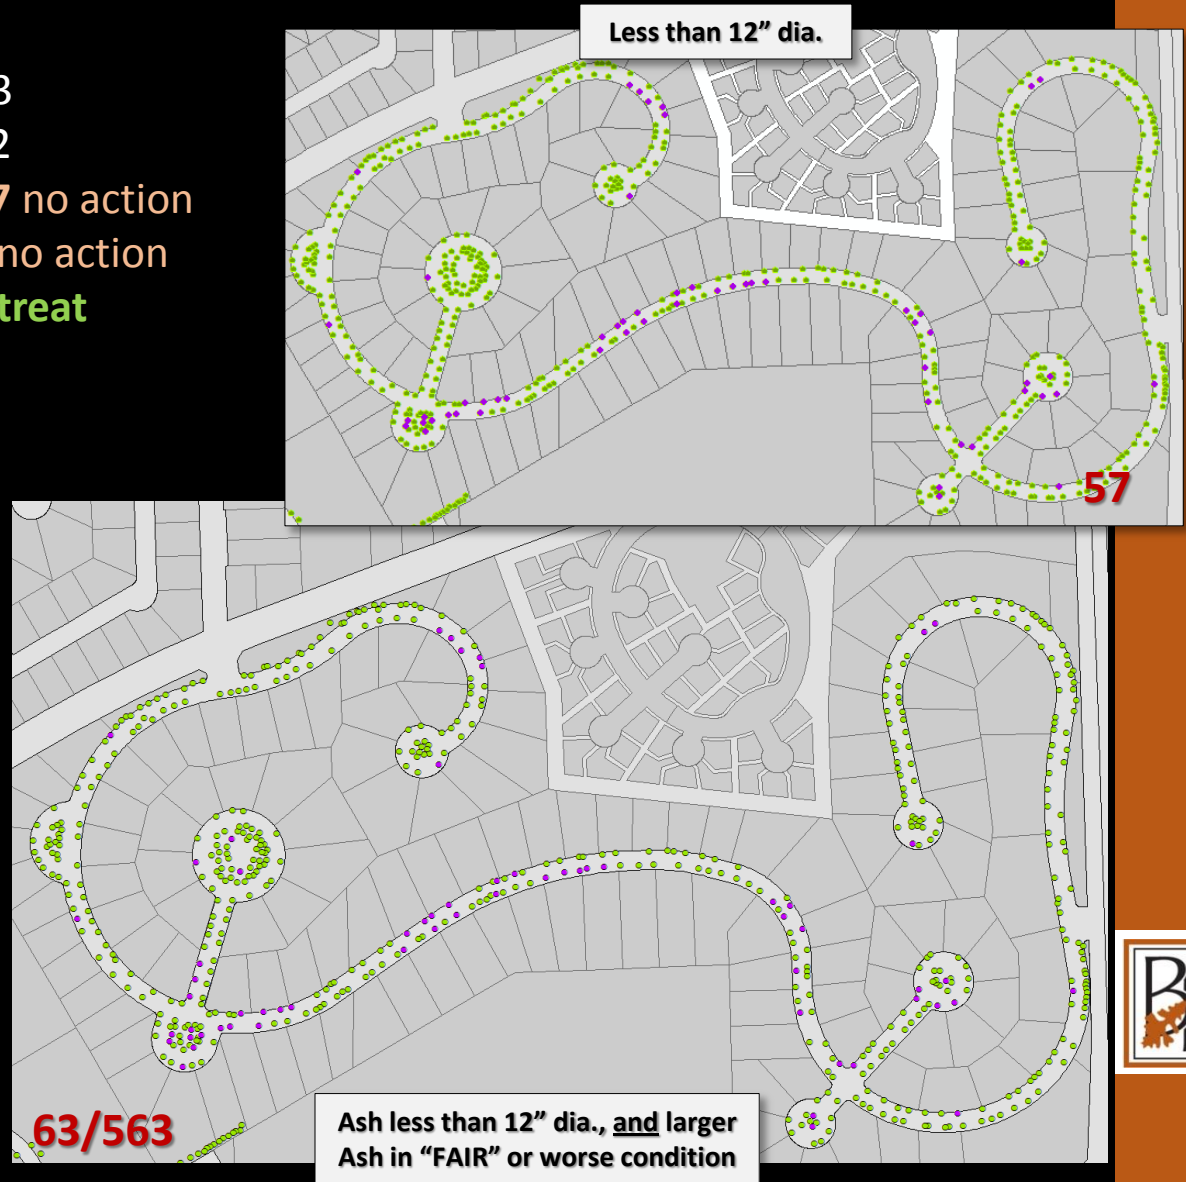 Less than 12” dia.
3
2
7 no action
no action
treat
57
63/563
Ash less than 12” dia., and larger
Ash in “FAIR” or worse condition
B